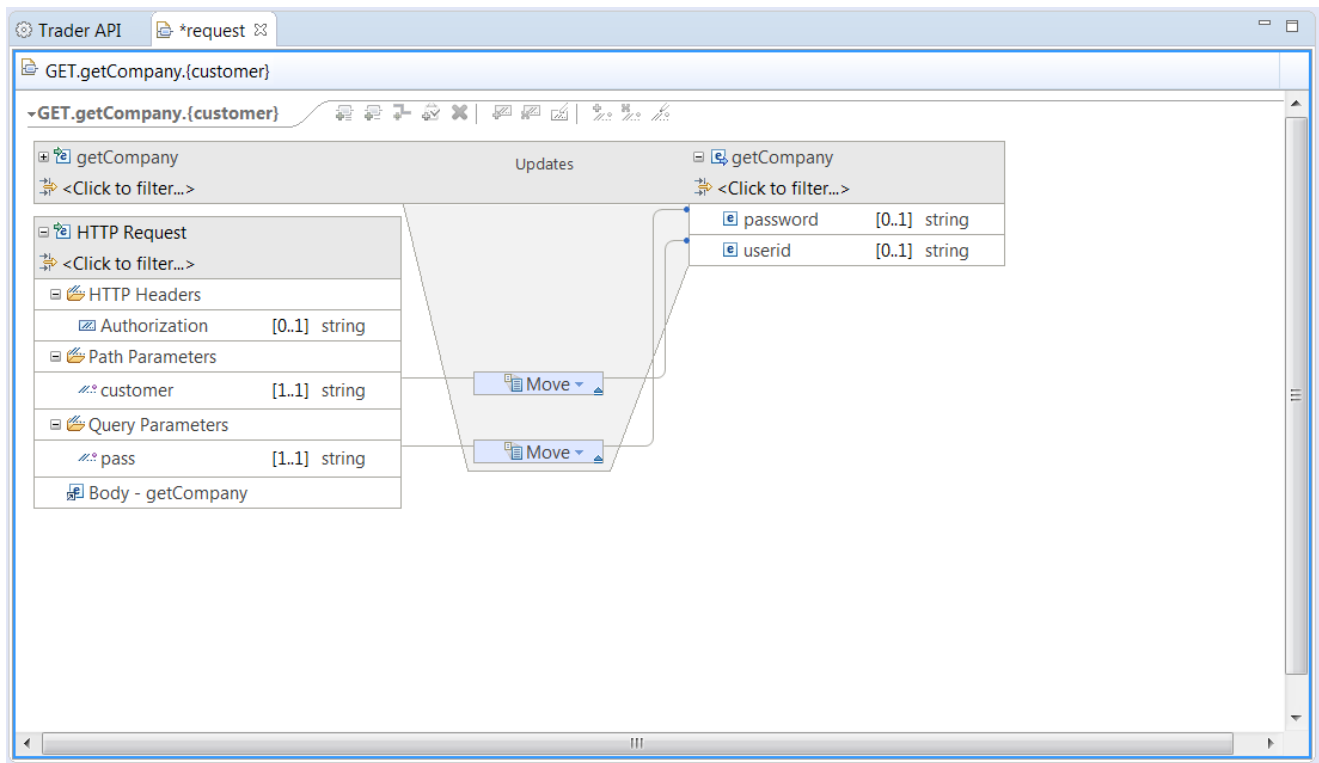 Trader API *request
GET.getCompany.{customer}
GET.getCompany.{customer}
getCompany Updates getCompany
<Click to filter...> <Click to filter...>
password [0..1] string
HTTP Request
userid [0..1] string
<Click to filter...>
HTTP Headers
Authorization [0..1] string
Path Parameters
customer [1..1] string Move
Query Parameters
pass [1..1] string Move
Body - getCompany